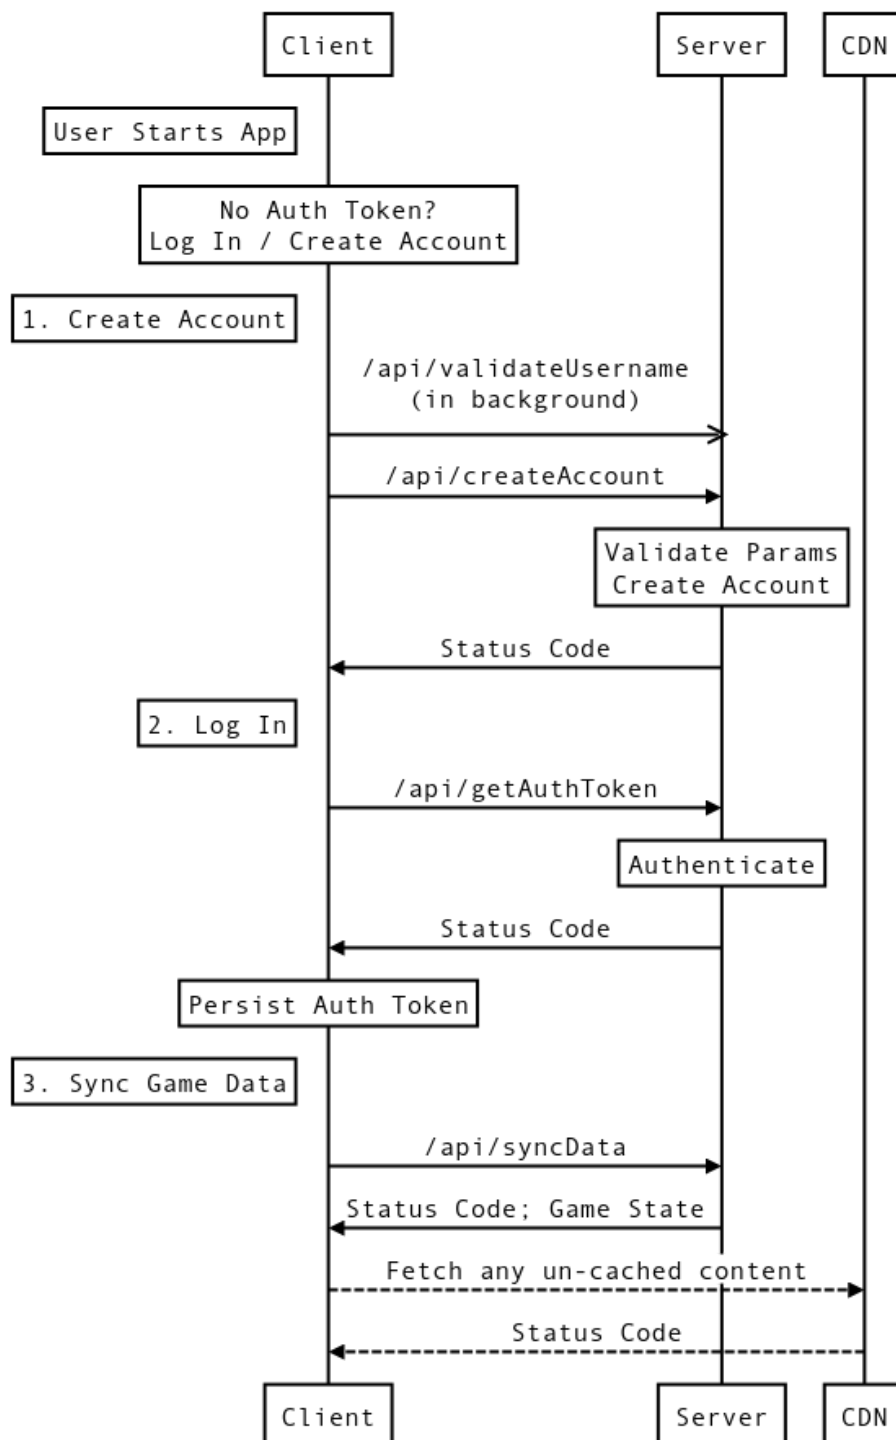 Client
Server
CDN
User Starts App
No Auth Token?
Log In / Create Account
1. Create Account
/api/validateUsername
(in background)
/api/createAccount
Validate Params
Create Account
Status Code
2. Log In
/api/getAuthToken
Authenticate
Status Code
Persist Auth Token
3. Sync Game Data
/api/syncData
Status Code; Game State
Fetch any un-cached content
Status Code
Client
Server
CDN